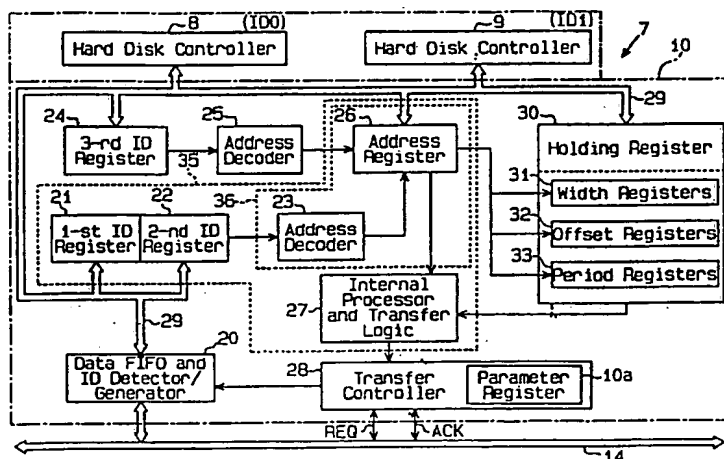 8
(ID0)
Hard Disk Controller
9
(ID1)
Hard Disk Controller
7
10
29
24
3-rd ID
Register
25
Address
Decoder
26
Address
Register
30
Holding Register
31
Width Registers
32
Offset Registers
33
Period Registers
35
36
21
1-st ID
Register
22
2-nd ID
Register
23
Address
Decoder
27
Internal
Processor
and Transfer
Logic
29
20
Data FIFO and
ID Detector/
Generator
28
Transfer
Controller
Parameter
Register
10a
REQ
ACK
14